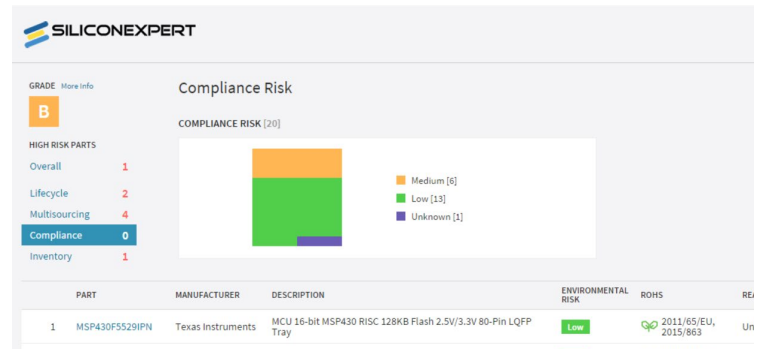 SILICONEXPERT
GRADE More Info
B
HIGH RISK PARTS
Overall 1
Lifecycle 2
Multisourcing 4
Compliance 0
Inventory 1
Compliance Risk
COMPLIANCE RISK [20]
Medium [6]
Low [13]
Unknown [1]
PART MANUFACTURER DESCRIPTION ENVIRONMENTAL RISK ROHS
1 MSP430F5529IPN Texas Instruments MCU 16-bit MSP430 RISC 128KB Flash 2.5V/3.3V 80-Pin LQFP Low 2011/65/EU,
Tray 2015/863